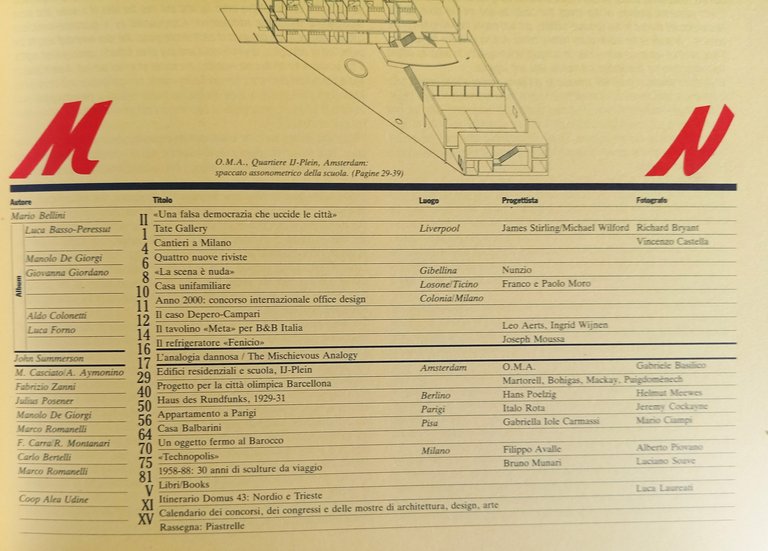 M N
O.M.A., Quartiere IJ-Plein, Amsterdam:
spaccato assonometrico della scuola. (Pagine 29-39)
Autore Titolo Luogo Progettista Fotografo
Mario Bellini II «Una falsa democrazia che uccide le città»
Album
Luca Basso-Peressut 1 Tate Gallery Liverpool James Stirling/Michael Wilford Richard Bryant
4 Cantieri a Milano Vincenzo Castella
Manolo De Giorgi 6 Quattro nuove riviste
Giovanna Giordano 8 «La scena è nuda» Gibellina Nunzio
10 Casa unifamiliare Losone/Ticino Franco e Paolo Moro
11 Anno 2000: concorso internazionale office design Colonia/Milano
Aldo Colonetti 12 Il caso Depero-Campari
Luca Forno 14 Il tavolino «Meta» per B&B Italia Leo Aerts, Ingrid Wijnen
16 Il refrigeratore «Fenicio» Joseph Moussa
John Summerson 17 L'analogia dannosa / The Mischievous Analogy
M. Casciato/A. Aymonino 29 Edifici residenziali e scuola, IJ-Plein Amsterdam O.M.A. Gabriele Basilico
Fabrizio Zanni 40 Progetto per la città olimpica Barcellona Martorell, Bohigas, Mackay, Puigdomènech
Julius Posener 50 Haus des Rundfunks, 1929-31 Berlino Hans Poelzig Helmut Meewes
Manolo De Giorgi 56 Appartamento a Parigi Parigi Italo Rota Jeremy Cockayne
Marco Romanelli 64 Casa Balbarini Pisa Gabriella Iole Carmassi Mario Ciampi
F. Carra/R. Montanari 70 Un oggetto fermo al Barocco
Carlo Bertelli 75 «Technopolis» Milano Filippo Avalle Alberto Piovano
Marco Romanelli 81 1958-88: 30 anni di sculture da viaggio Bruno Munari Luciano Soave
V Libri/Books
Coop Alea Udine XI Itinerario Domus 43: Nordio e Trieste Luca Laureati
XV Calendario dei concorsi, dei congressi e delle mostre di architettura, design, arte
Rassegna: Piastrelle